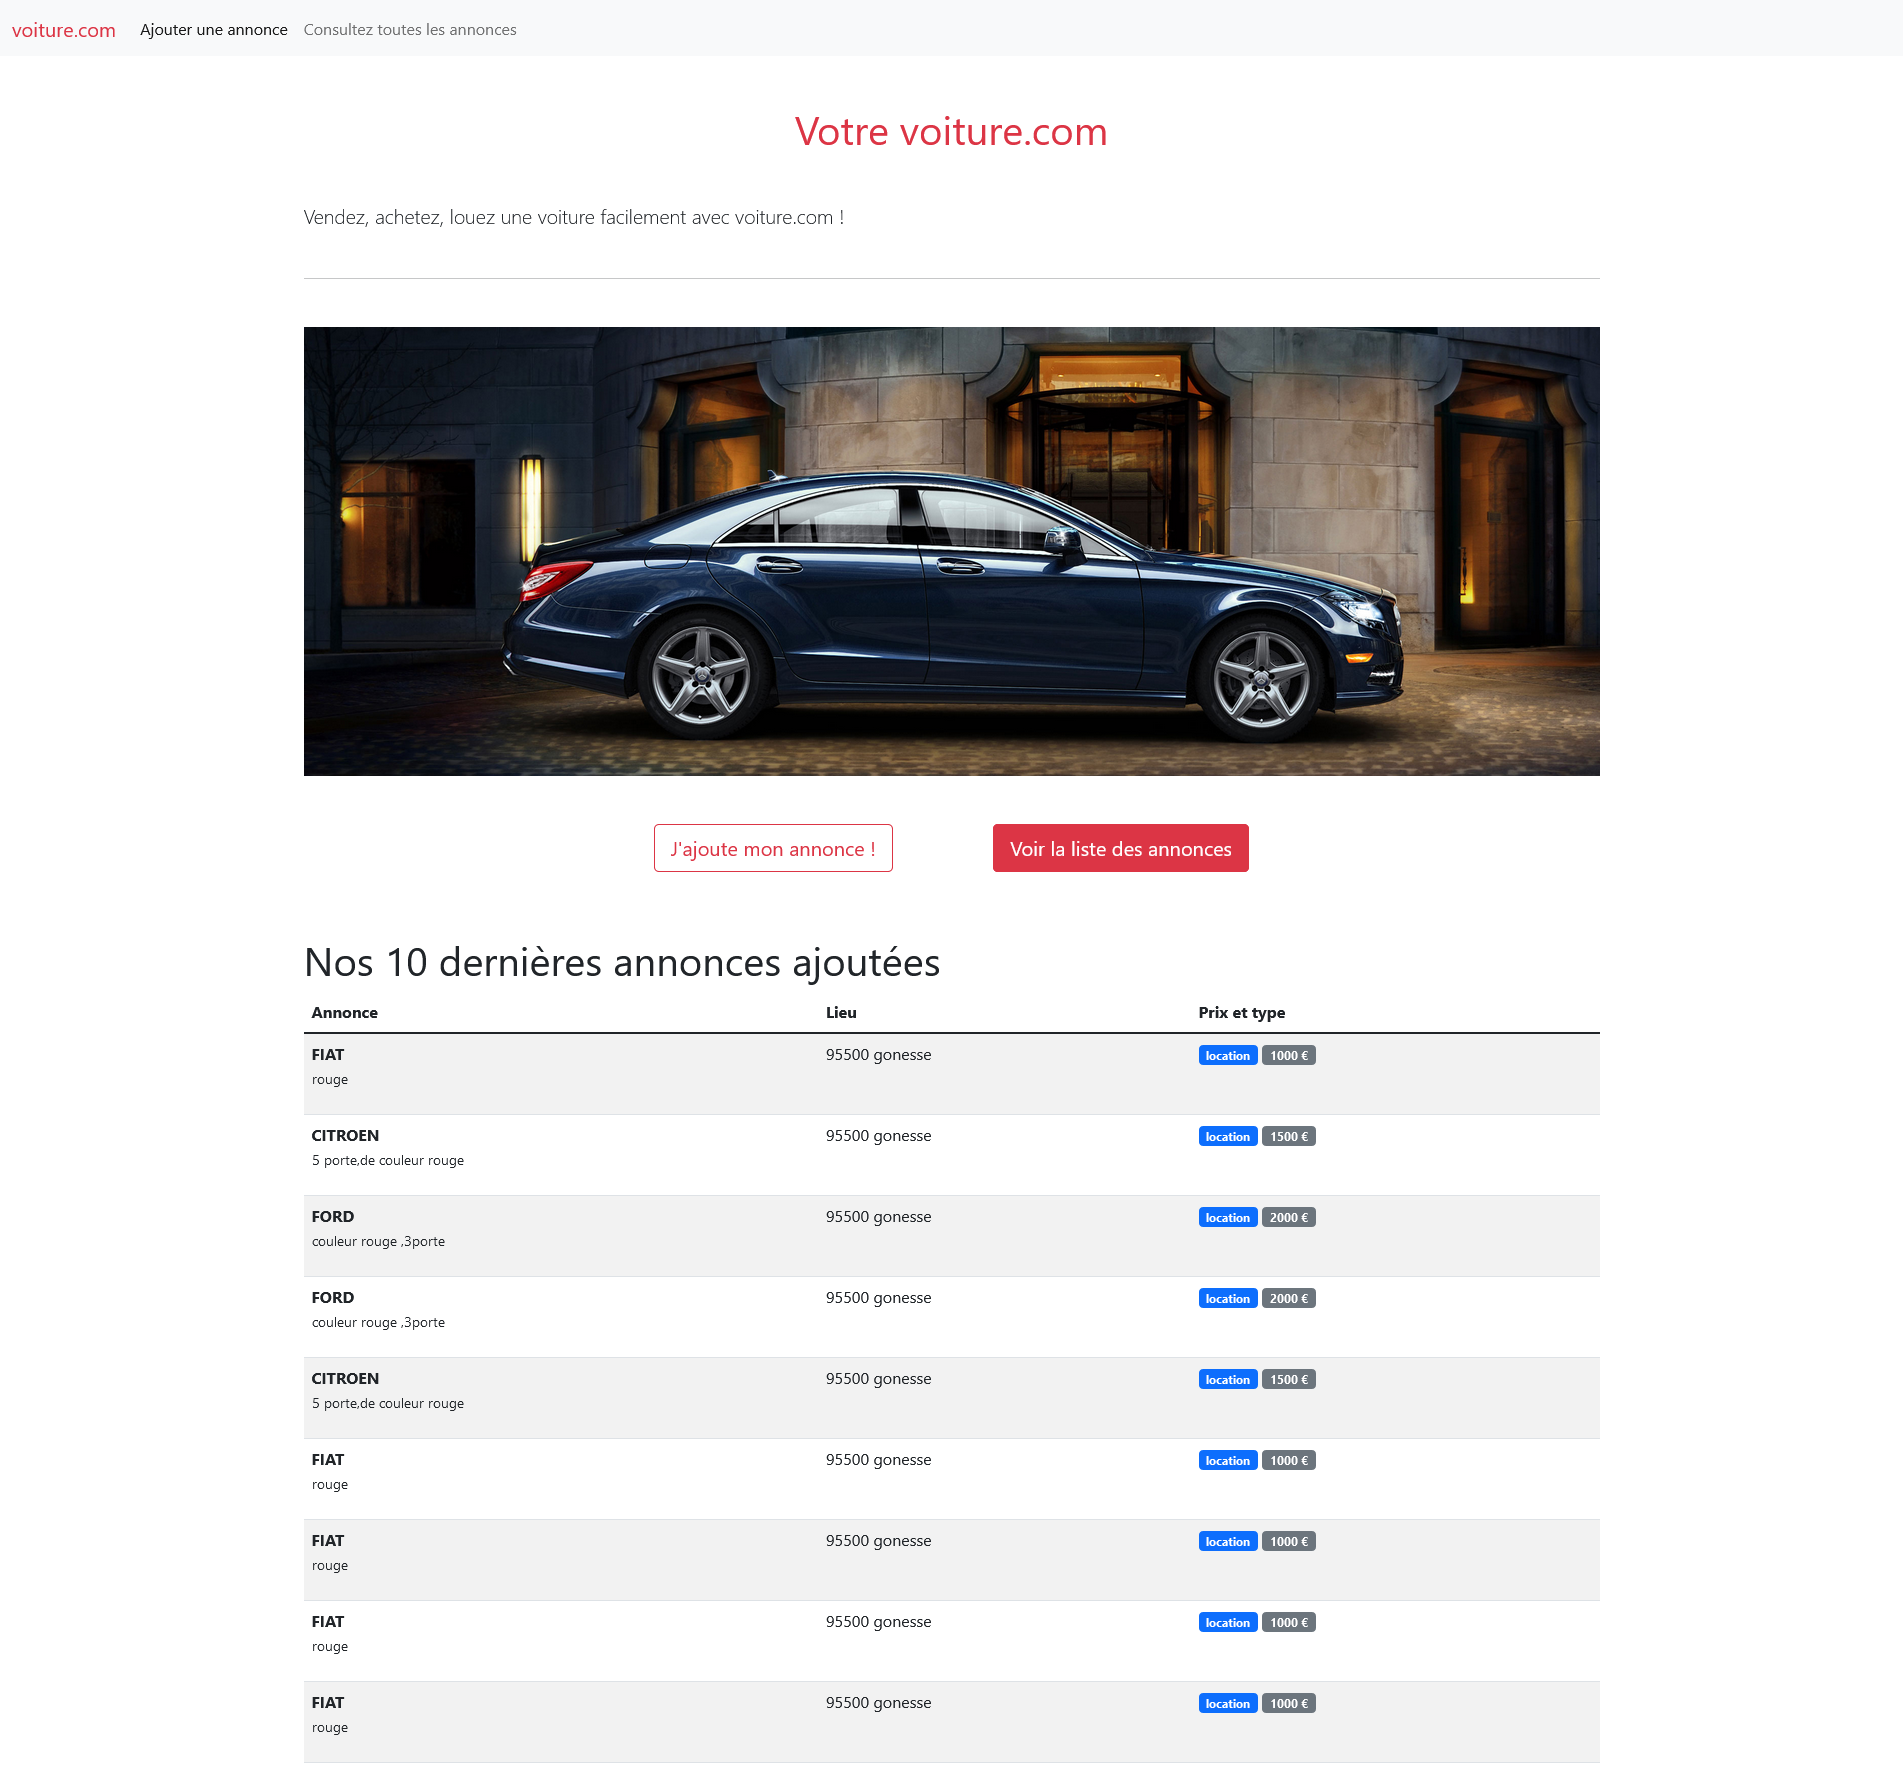 voiture.com Ajouter une annonce Consultez toutes les annonces
Votre voiture.com
Vendez, achetez, louez une voiture facilement avec voiture.com !
J'ajoute mon annonce ! Voir la liste des annonces
Nos 10 dernières annonces ajoutées
Annonce Lieu Prix et type
FIAT 95500 gonesse location 1000 €
rouge
CITROEN 95500 gonesse location 1500 €
5 porte,de couleur rouge
FORD 95500 gonesse location 2000 €
couleur rouge ,3porte
FORD 95500 gonesse location 2000 €
couleur rouge ,3porte
CITROEN 95500 gonesse location 1500 €
5 porte,de couleur rouge
FIAT 95500 gonesse location 1000 €
rouge
FIAT 95500 gonesse location 1000 €
rouge
FIAT 95500 gonesse location 1000 €
rouge
FIAT 95500 gonesse location 1000 €
rouge